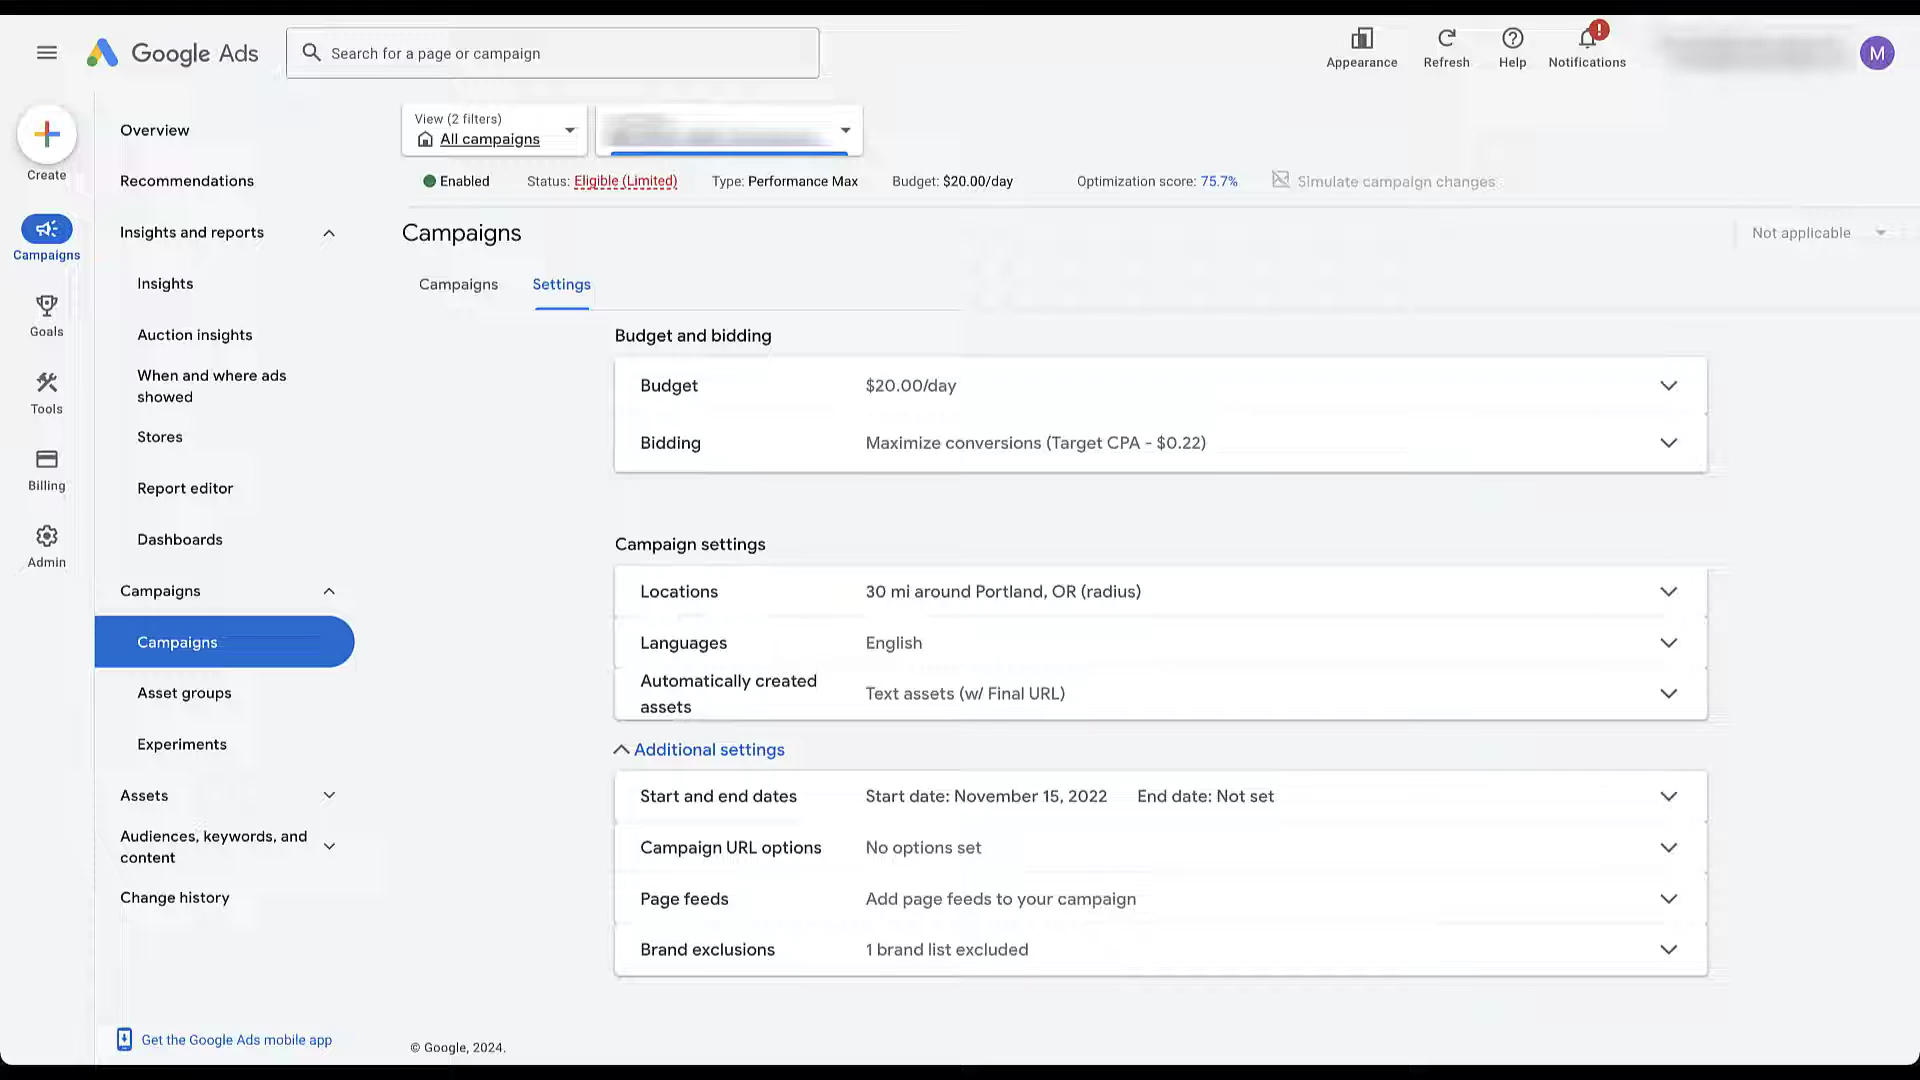 Google Ads
Search for a page or campaign
Appearance
Refresh
Help
!
Notifications
M
Create
Campaigns
Goals
Tools
Billing
Admin
Overview
Recommendations
Insights and reports
Insights
Auction insights
When and where ads
showed
Stores
Report editor
Dashboards
Campaigns
Campaigns
Asset groups
Experiments
Assets
Audiences, keywords, and
content
Change history
Get the Google Ads mobile app
View (2 filters)
All campaigns
Enabled Status: Eligible (Limited) Type: Performance Max Budget: $20.00/day Optimization score: 75.7% Simulate campaign changes
Campaigns
Not applicable
Campaigns Settings
Budget and bidding
Budget $20.00/day
Bidding Maximize conversions (Target CPA - $0.22)
Campaign settings
Locations 30 mi around Portland, OR (radius)
Languages English
Automatically created
assets
Text assets (w/ Final URL)
Additional settings
Start and end dates Start date: November 15, 2022 End date: Not set
Campaign URL options No options set
Page feeds Add page feeds to your campaign
Brand exclusions 1 brand list excluded
© Google, 2024.